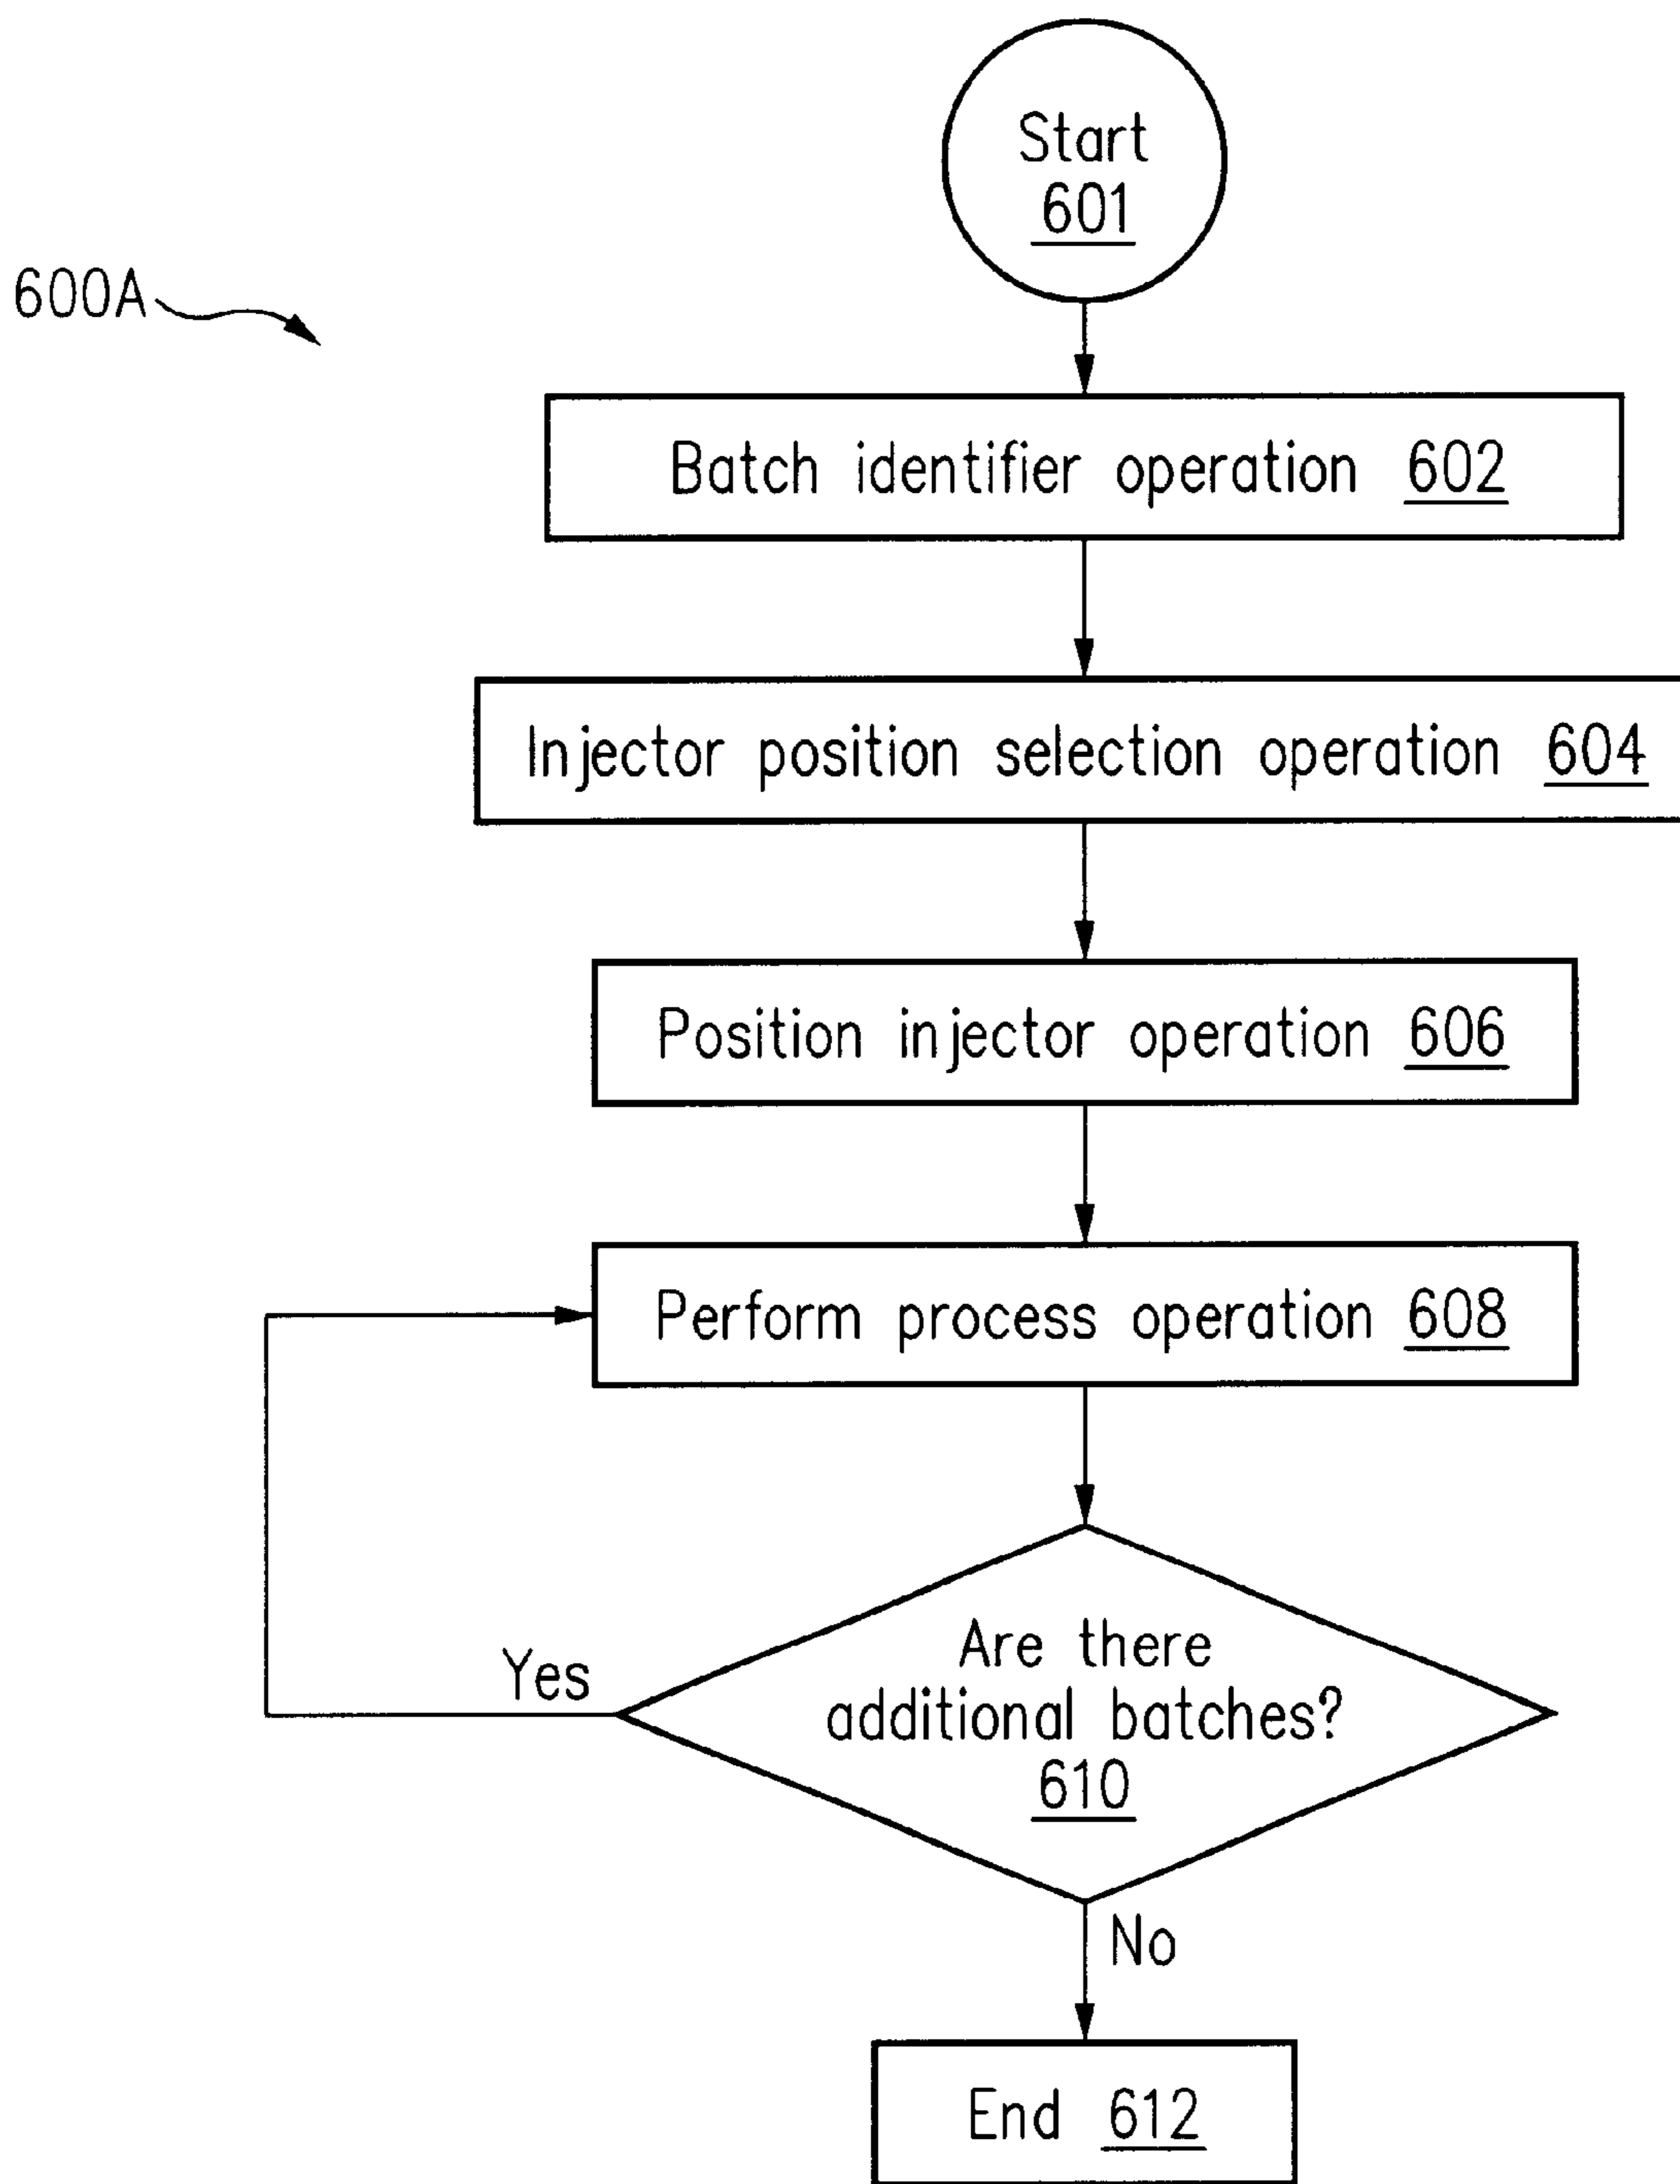 Start
601
600A
Batch identifier operation 602
Injector position selection operation 604
Position injector operation 606
Perform process operation 608
Are there
additional batches?
610
Yes
No
End 612